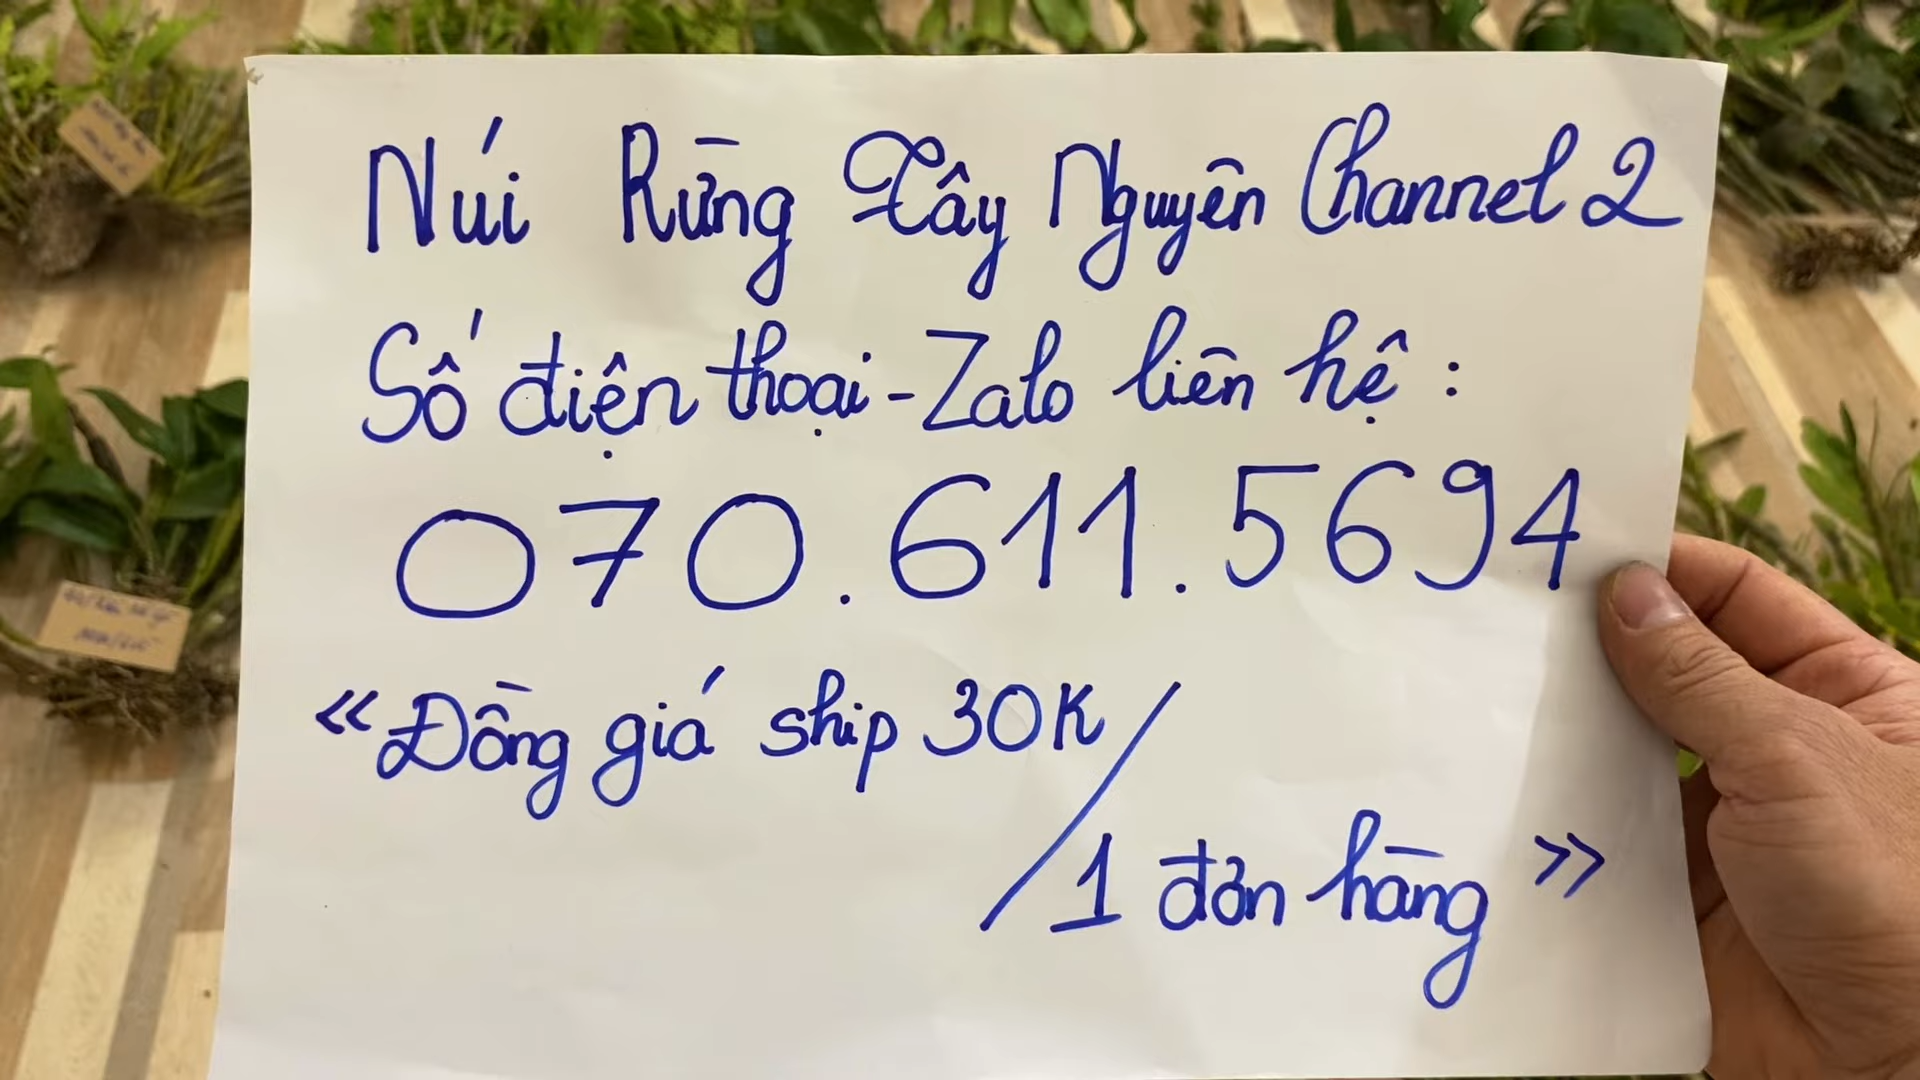 Núi Rừng Tây Nguyên Channel 2
Số điện thoại - Zalo liên hệ :
070.611.5694
« Đồng giá ship 30K
/ 1 đơn hàng »